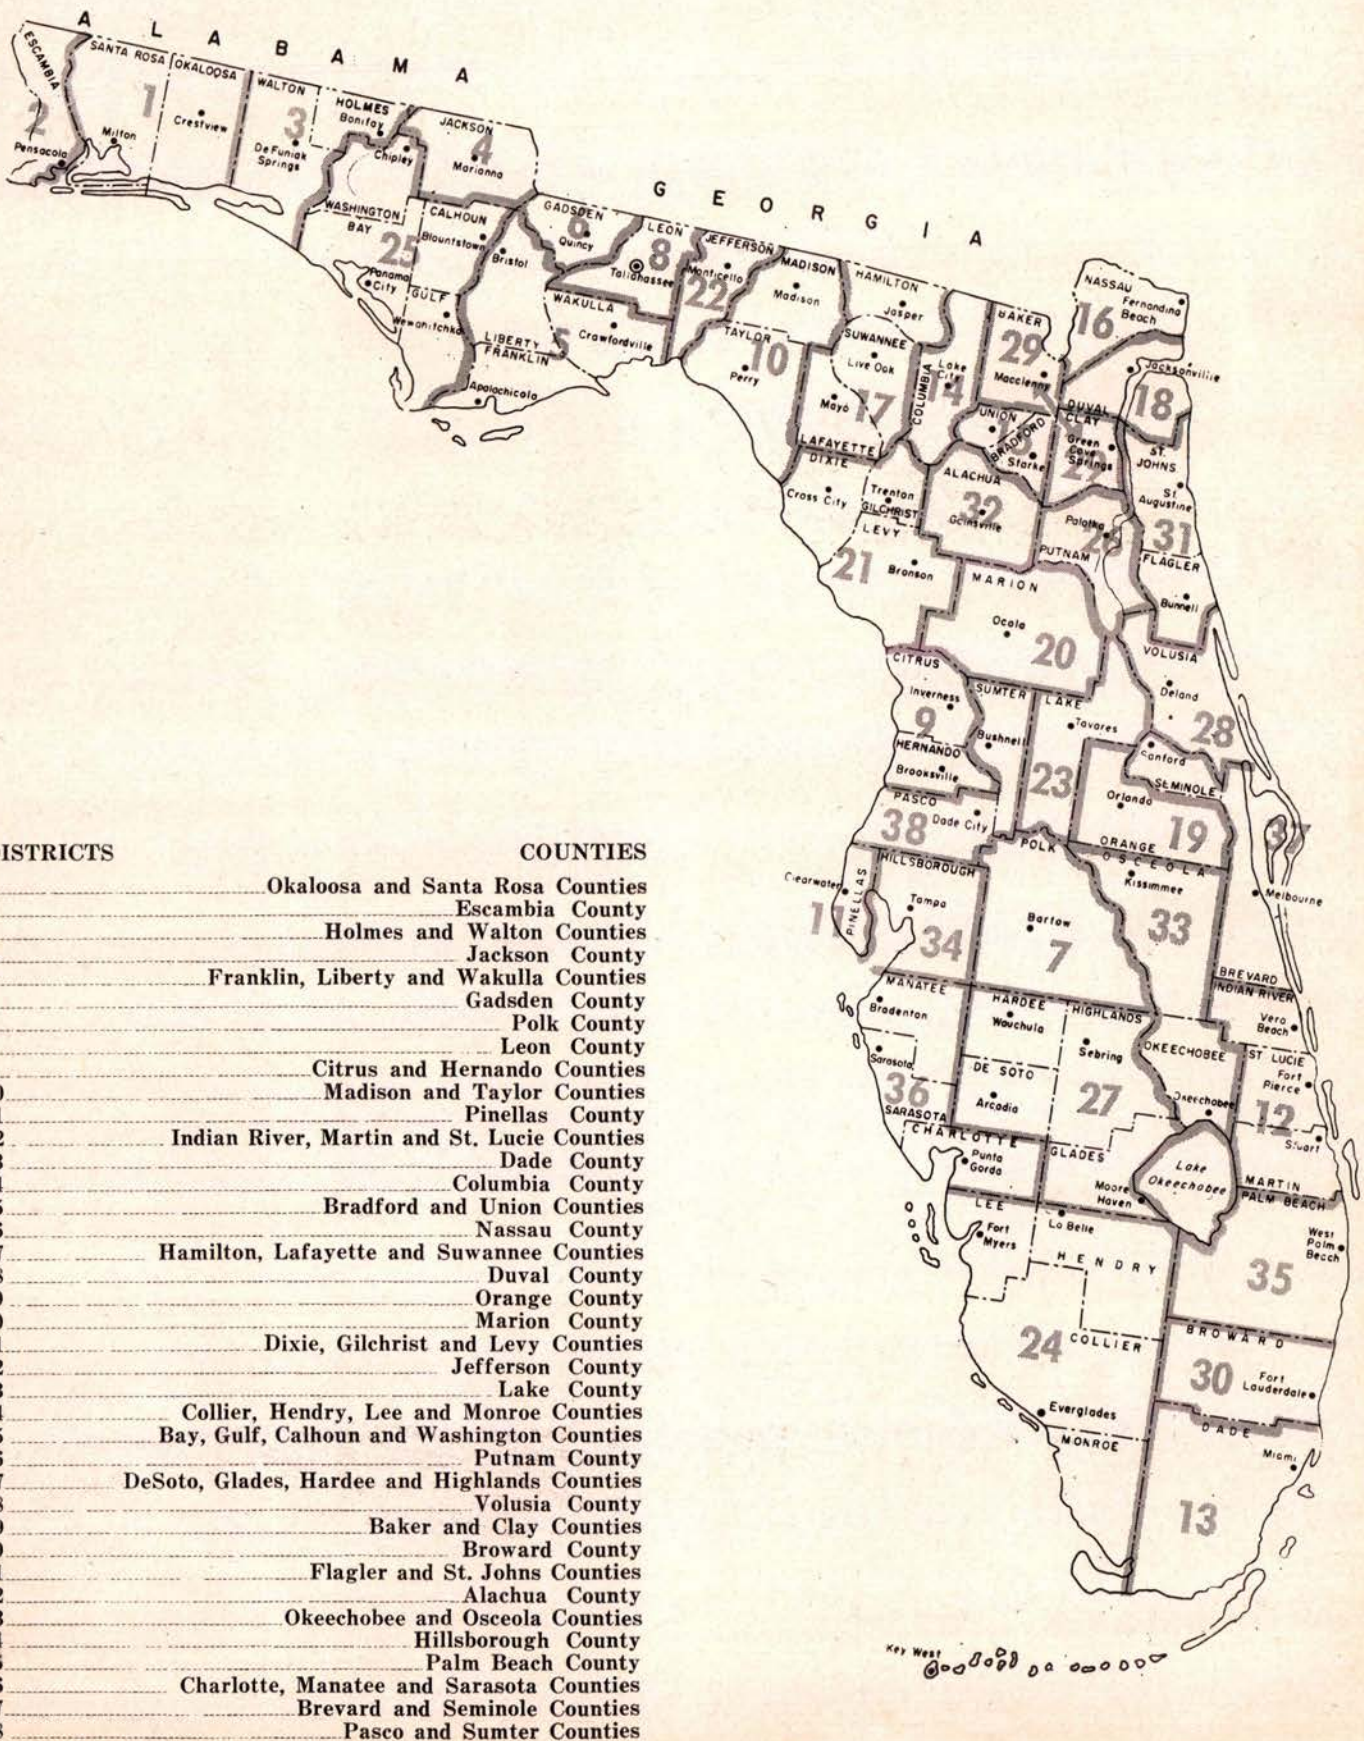 A L A B A M A
ESCAMBIA
SANTA ROSA
OKALOOSA
WALTON
HOLMES
Bonifay
JACKSON
2
1
3
4
Milton
Crestview
DeFuniak
Springs
Chipley
Marianna
Pensacola
G E O R G I A
WASHINGTON
BAY
CALHOUN
25
Blountstown
Bristol
Panama
City
GULF
Wewahitchka
GADSDEN
6
Quincy
LEON
8
Tallahassee
JEFFERSON
Monticello
22
MADISON
Madison
HAMILTON
Jasper
WAKULLA
5
Crawfordville
LIBERTY
FRANKLIN
Apalachicola
TAYLOR
10
Perry
SUWANNEE
Live Oak
Mayo
17
LAFAYETTE
COLUMBIA
Lake
City
14
BAKER
29
Macclenny
NASSAU
Fernandina
Beach
16
Jacksonville
18
DUVAL
CLAY
UNION
15
BRADFORD
Starke
Green
Cove
Springs
29
ST.
JOHNS
St.
Augustine
31
DIXIE
Cross City
Trenton
GILCHRIST
ALACHUA
32
Gainsville
Palatka
26
PUTNAM
FLAGLER
Bunnell
LEVY
21
Bronson
MARION
Ocala
20
VOLUSIA
Deland
28
CITRUS
Inverness
9
SUMTER
Bushnell
LAKE
Tavares
23
HERNANDO
Brooksville
Sanford
SEMINOLE
Orlando
19
ORANGE
OSCEOLA
37
PASCO
38
Dade City
POLK
Kissimmee
Melbourne
33
HILLSBOROUGH
Clearwater
PINELLAS
11
Tampa
34
Bartow
7
BREVARD
INDIAN RIVER
Vero
Beach
MANATEE
Bradenton
HARDEE
Wauchula
HIGHLANDS
Sebring
OKEECHOBEE
Okeechobee
ST LUCIE
Fort
Pierce
12
Stuart
Sarasota
36
SARASOTA
DE SOTO
Arcadia
27
CHARLOTTE
Punta
Gorda
GLADES
Moore
Haven
Lake
Okeechobee
MARTIN
PALM BEACH
West
Palm
Beach
35
LEE
Fort
Myers
La Belle
HENDRY
24
COLLIER
BROWARD
30
Fort
Lauderdale
Everglades
MONROE
DADE
Miami
13
Key West
ISTRICTS COUNTIES
Okaloosa and Santa Rosa Counties
Escambia County
Holmes and Walton Counties
Jackson County
Franklin, Liberty and Wakulla Counties
Gadsden County
Polk County
Leon County
Citrus and Hernando Counties
Madison and Taylor Counties
Pinellas County
Indian River, Martin and St. Lucie Counties
Dade County
Columbia County
Bradford and Union Counties
Nassau County
Hamilton, Lafayette and Suwannee Counties
Duval County
Orange County
Marion County
Dixie, Gilchrist and Levy Counties
Jefferson County
Lake County
Collier, Hendry, Lee and Monroe Counties
Bay, Gulf, Calhoun and Washington Counties
Putnam County
DeSoto, Glades, Hardee and Highlands Counties
Volusia County
Baker and Clay Counties
Broward County
Flagler and St. Johns Counties
Alachua County
Okeechobee and Osceola Counties
Hillsborough County
Palm Beach County
Charlotte, Manatee and Sarasota Counties
Brevard and Seminole Counties
Pasco and Sumter Counties